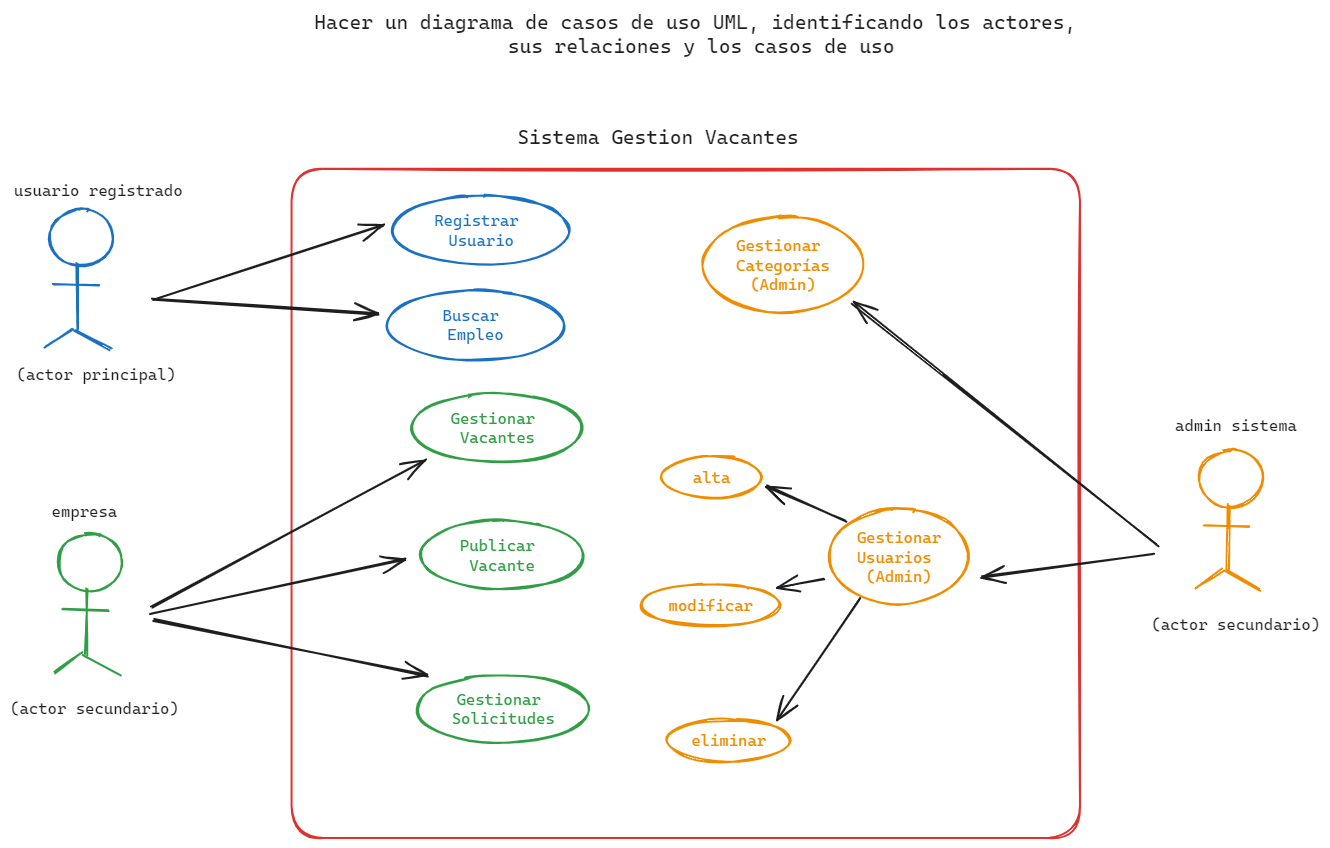 Hacer un diagrama de casos de uso UML, identificando los actores,
sus relaciones y los casos de uso
Sistema Gestion Vacantes
usuario registrado
(actor principal)
Registrar
Usuario
Buscar
Empleo
Gestionar
Vacantes
empresa
(actor secundario)
Publicar
Vacante
Gestionar
Solicitudes
Gestionar
Categorías
(Admin)
alta
modificar
eliminar
Gestionar
Usuarios
(Admin)
admin sistema
(actor secundario)